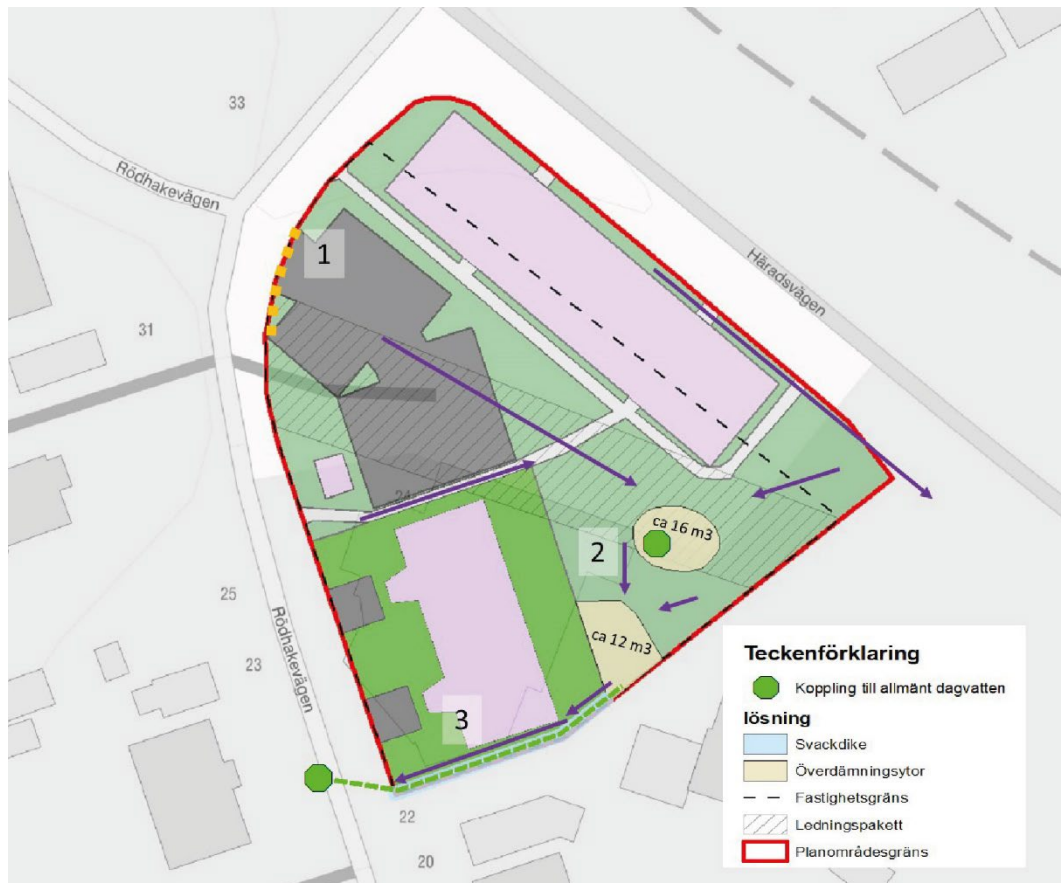 33
Rödhakevägen
1
Häradsvägen
31
24
ca 16 m3
2
25
ca 12 m3
23
Rödhakevägen
3
22
20
Teckenförklaring
Koppling till allmänt dagvatten
lösning
Svackdike
Överdämningsytor
Fastighetsgräns
Ledningspakett
Planområdesgräns